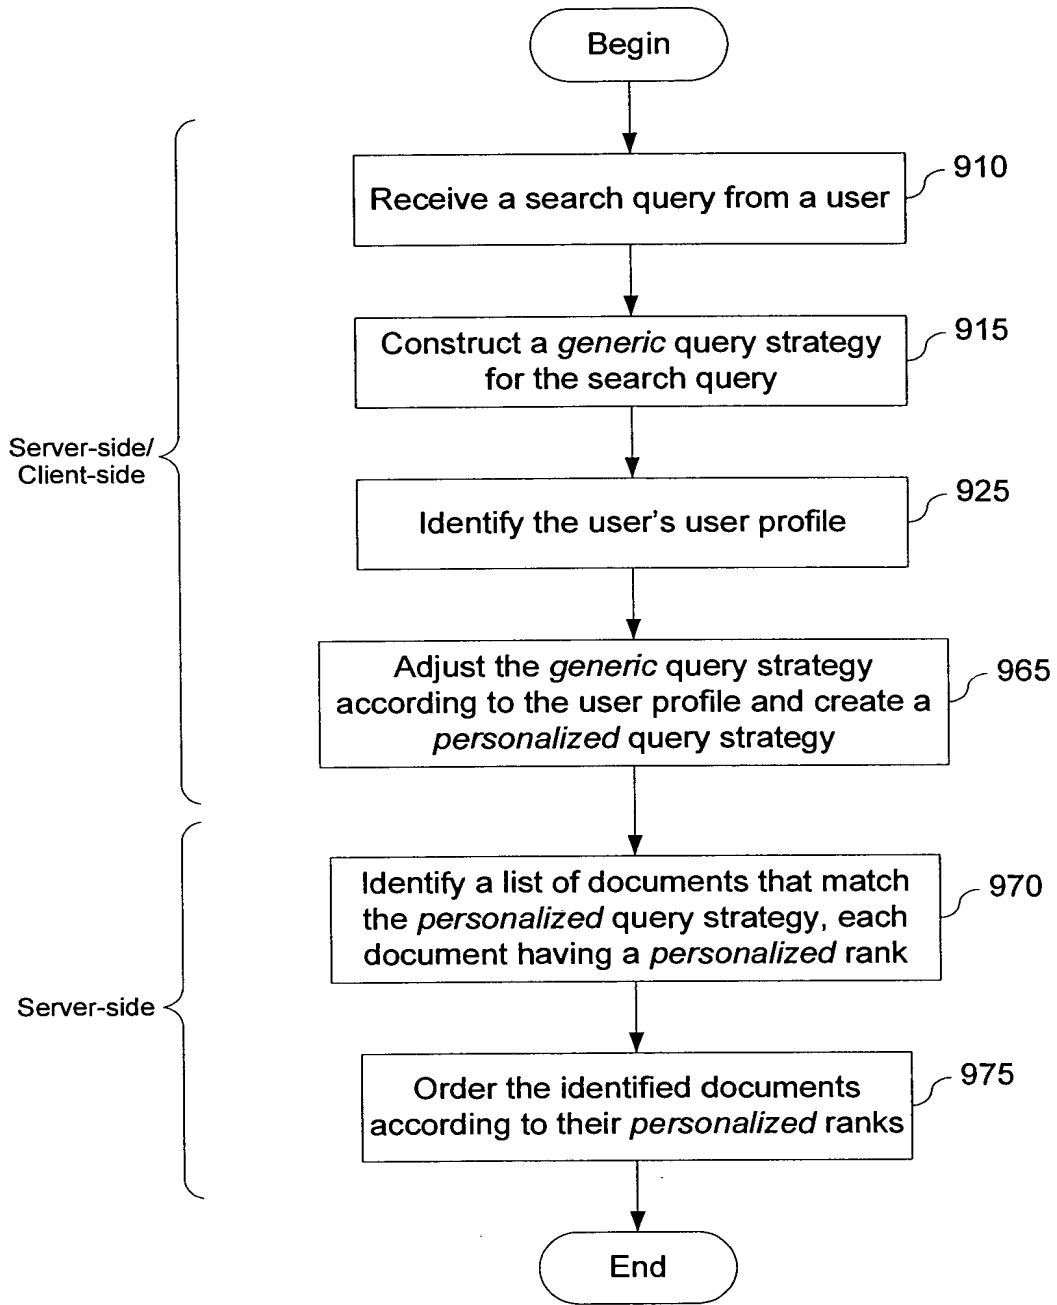 Begin
Receive a search query from a user
910
Construct a generic query strategy
for the search query
915
Server-side/
Client-side
Identify the user's user profile
925
Adjust the generic query strategy
according to the user profile and create a
personalized query strategy
965
Identify a list of documents that match
the personalized query strategy, each
document having a personalized rank
970
Server-side
Order the identified documents
according to their personalized ranks
975
End